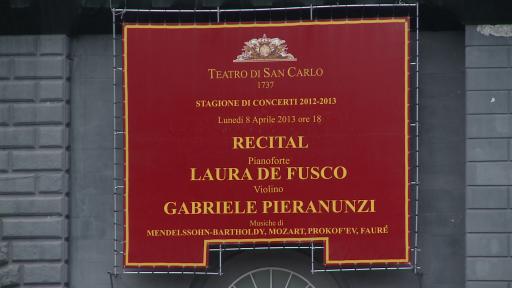 TEATRO DI SAN CARLO
1737
STAGIONE DI CONCERTI 2012-2013
Lunedì 8 Aprile 2013 ore 18
RECITAL
Pianoforte
LAURA DE FUSCO
Violino
GABRIELE PIERANUNZI
Musiche di
MENDELSSOHN-BARTHOLDY, MOZART, PROKOF'EV, FAURÉ